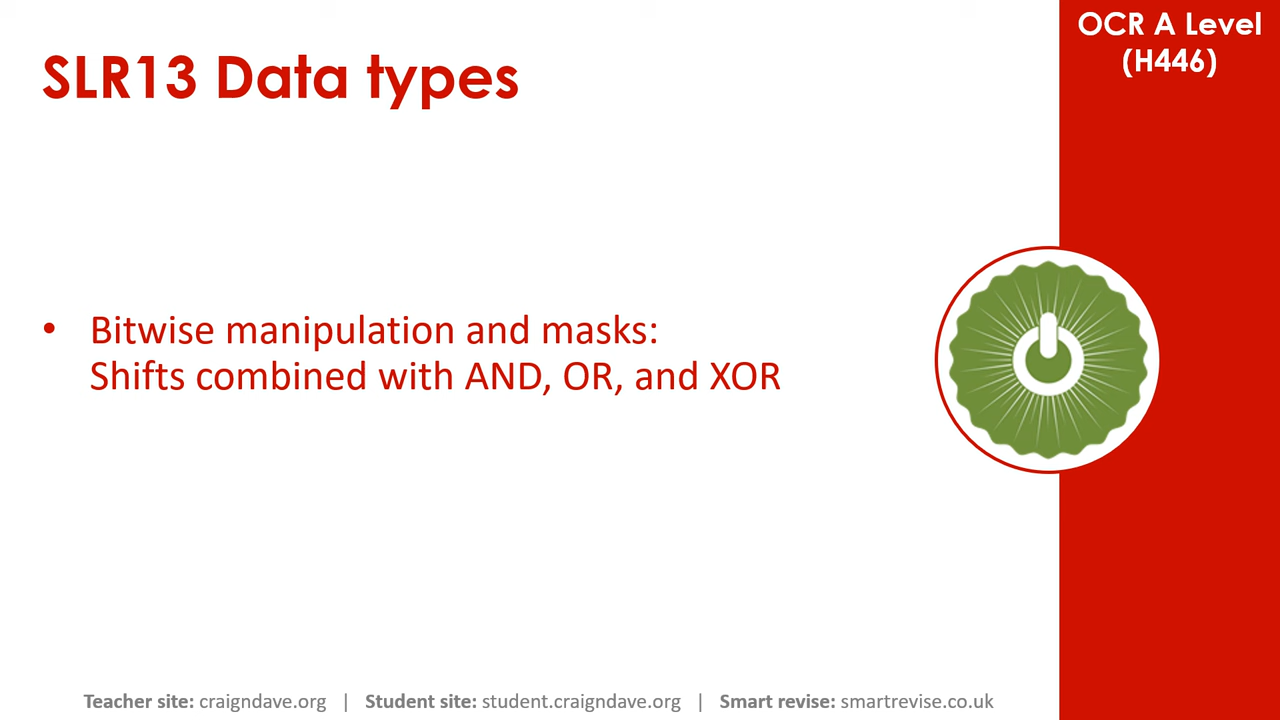 OCR A Level
(H446)
SLR13 Data types
• Bitwise manipulation and masks:
Shifts combined with AND, OR, and XOR
Teacher site: craigndave.org | Student site: student.craigndave.org | Smart revise: smartrevise.co.uk